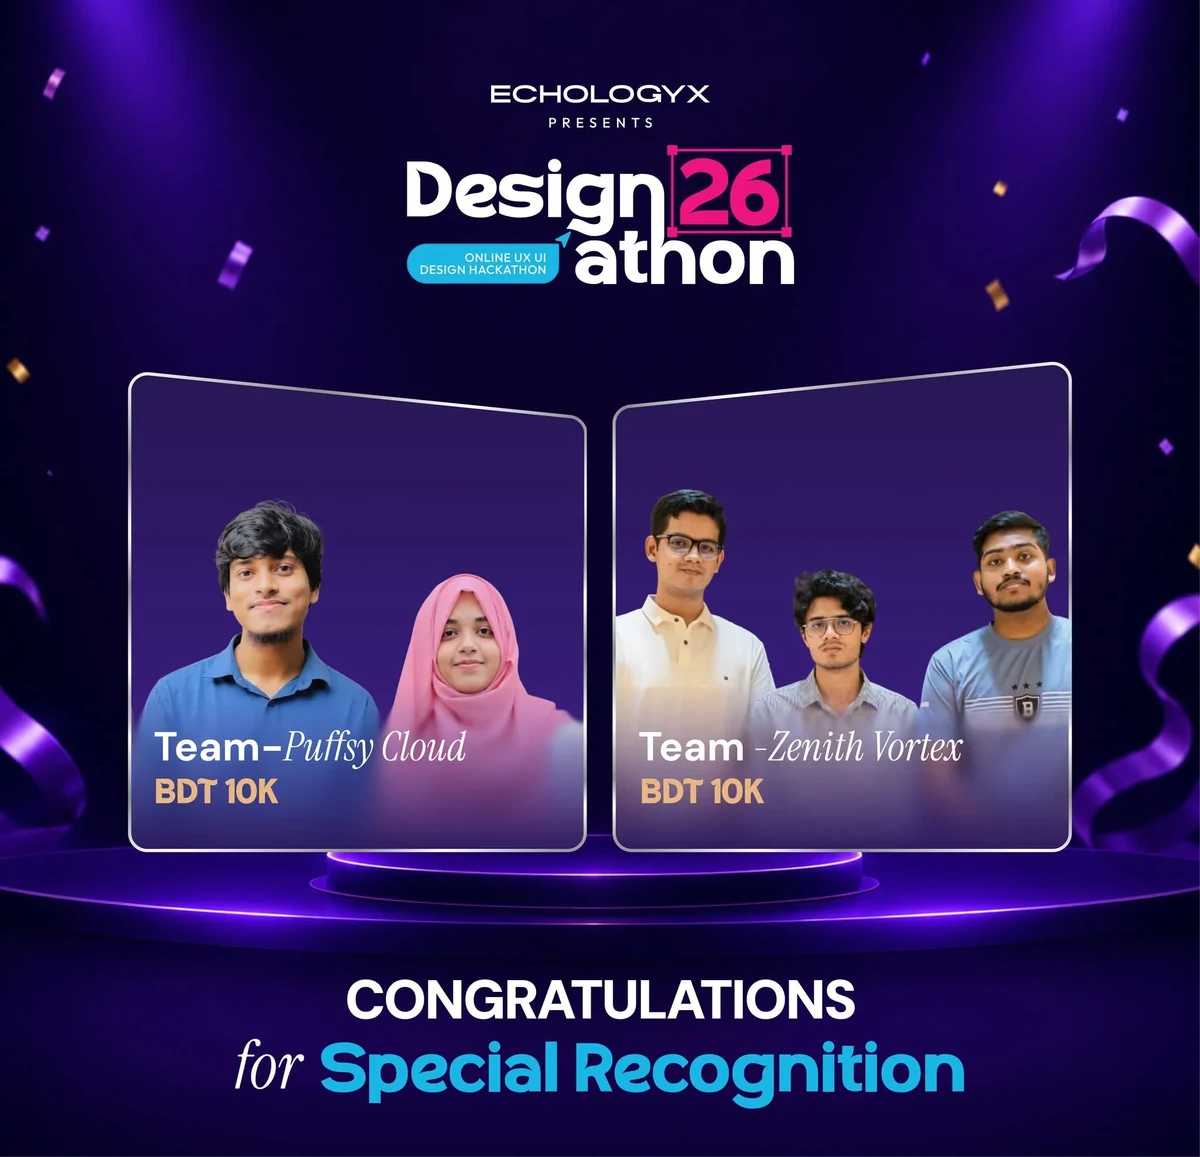 ECHOLOGYX
PRESENTS
Design 26
athon
ONLINE UX UI
DESIGN HACKATHON
Team-Puffsy Cloud
BDT 10K
Team -Zenith Vortex
BDT 10K
B
CONGRATULATIONS
for Special Recognition